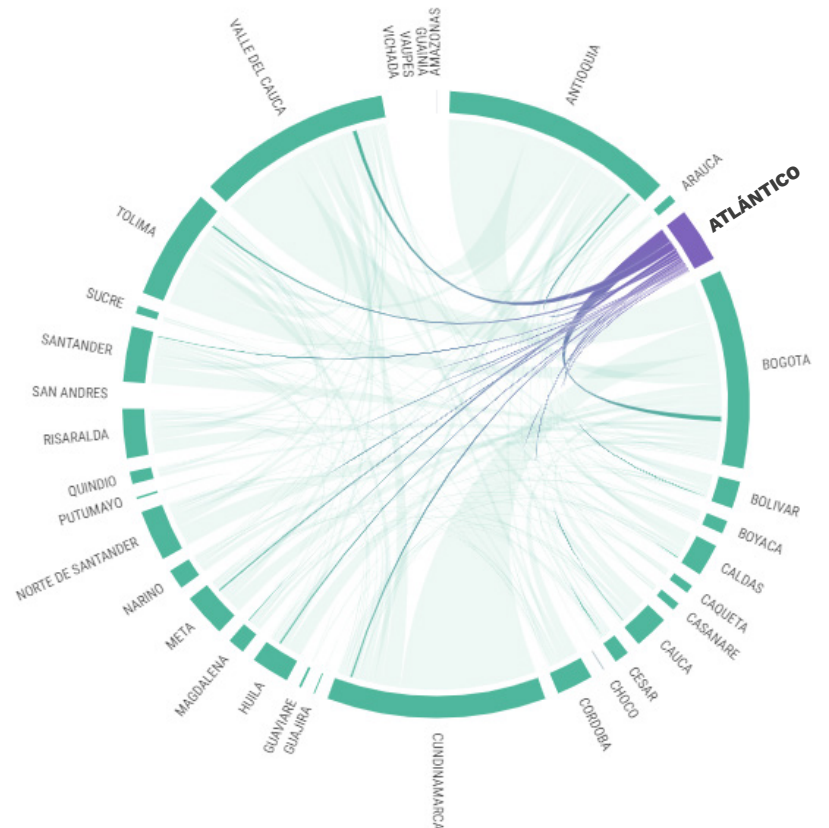 AMAZONAS
ANTIOQUIA
ARAUCA
ATLÁNTICO
BOGOTA
BOLIVAR
BOYACA
CALDAS
CAQUETA
CASANARE
CAUCA
CESAR
CHOCO
CORDOBA
CUNDINAMARCA
GUAJIRA
GUAVIARE
HUILA
MAGDALENA
META
NARINO
NORTE DE SANTANDER
PUTUMAYO
QUINDIO
RISARALDA
SAN ANDRES
SANTANDER
SUCRE
TOLIMA
VALLE DEL CAUCA
VICHADA
VAUPES
GUAINIA